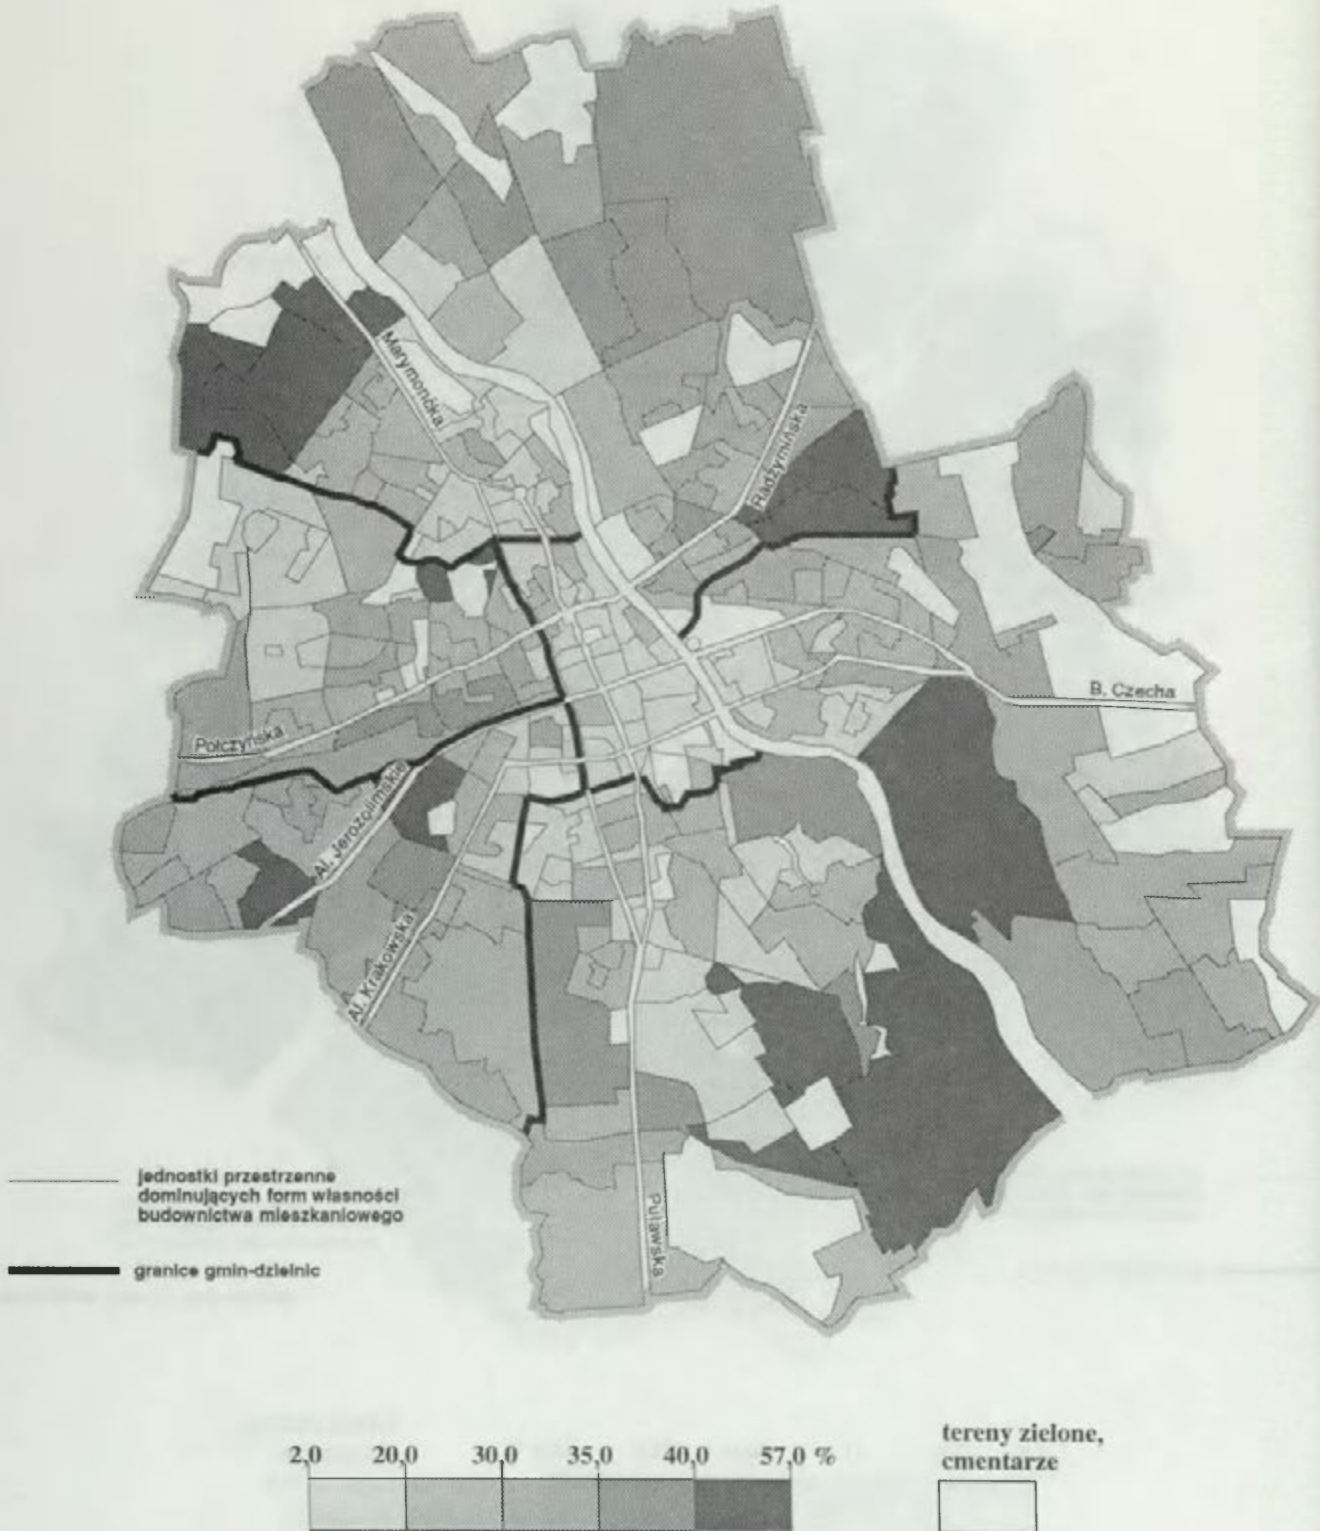 Marymoncka
Radzymińska
B. Czecha
Połczyńska
Al. Jerozolimskie
Al. Krakowska
Puławska
jednostki przestrzenne
dominujących form własności
budownictwa mieszkaniowego
granice gmin-dzielnic
2,0 20,0 30,0 35,0 40,0 57,0 %
tereny zielone,
cmentarze